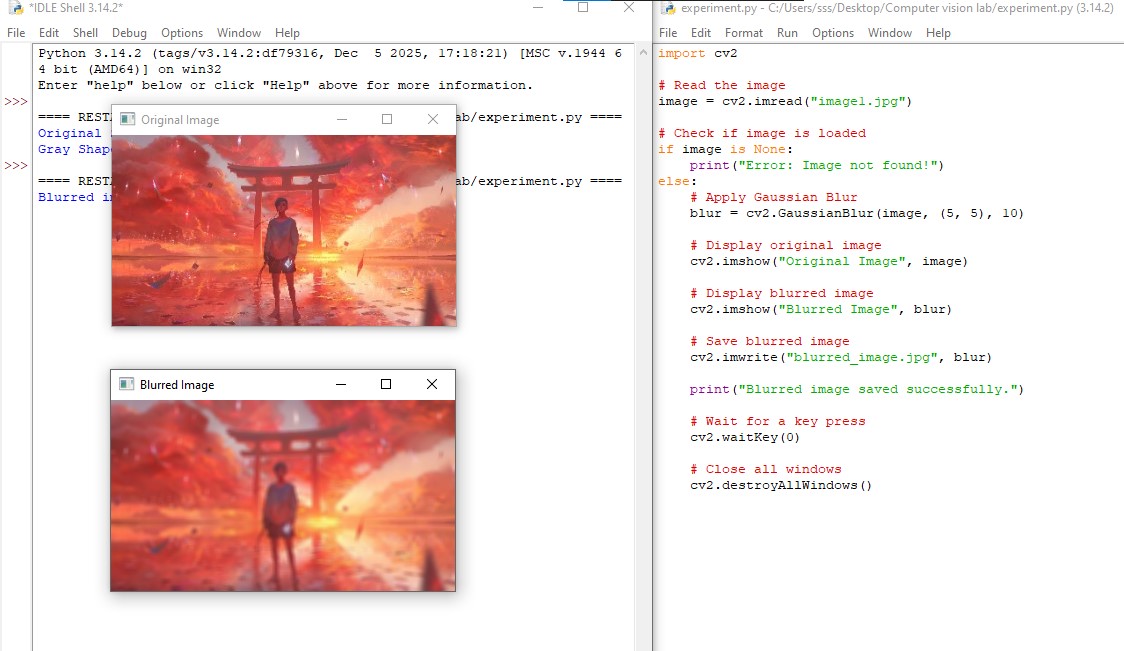 *IDLE Shell 3.14.2*
File Edit Shell Debug Options Window Help
Python 3.14.2 (tags/v3.14.2:df79316, Dec  5 2025, 17:18:21) [MSC v.1944 6
4 bit (AMD64)] on win32
Enter "help" below or click "Help" above for more information.
>>>
==== ab/experiment.py ====
Original
Gray
>>>
==== ab/experiment.py ====
Blurred
Original Image
Blurred Image
experiment.py - C:/Users/sss/Desktop/Computer vision lab/experiment.py (3.14.2)
File Edit Format Run Options Window Help
import cv2
# Read the image
image = cv2.imread("image1.jpg")
# Check if image is loaded
if image is None:
    print("Error: Image not found!")
else:
    # Apply Gaussian Blur
    blur = cv2.GaussianBlur(image, (5, 5), 10)
    # Display original image
    cv2.imshow("Original Image", image)
    # Display blurred image
    cv2.imshow("Blurred Image", blur)
    # Save blurred image
    cv2.imwrite("blurred_image.jpg", blur)
    print("Blurred image saved successfully.")
    # Wait for a key press
    cv2.waitKey(0)
    # Close all windows
    cv2.destroyAllWindows()